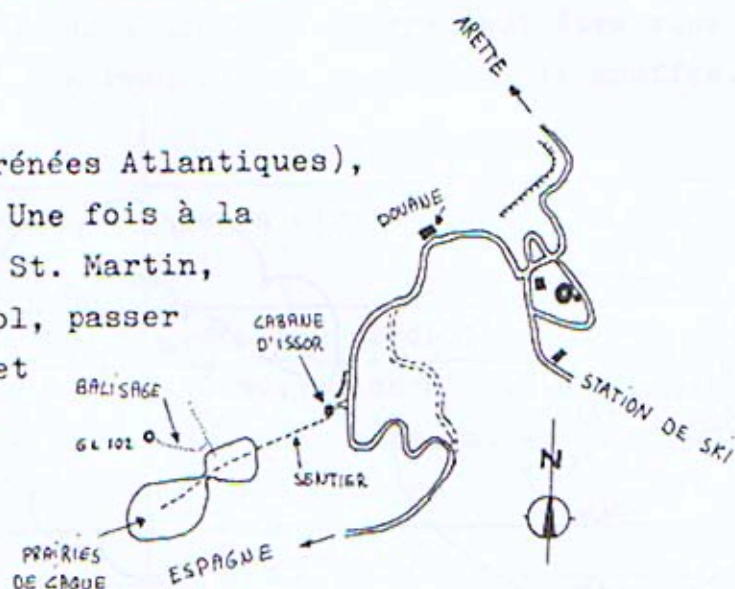 rénées Atlantiques),
Une fois à la
St. Martin,
ol, passer
et
ARETTE
DOUANE
CABANE
D'ISSOR
BALISAGE
GL 102
SENTIER
STATION DE SKI
N
PRAIRIES
DE CAQUE
ESPAGNE